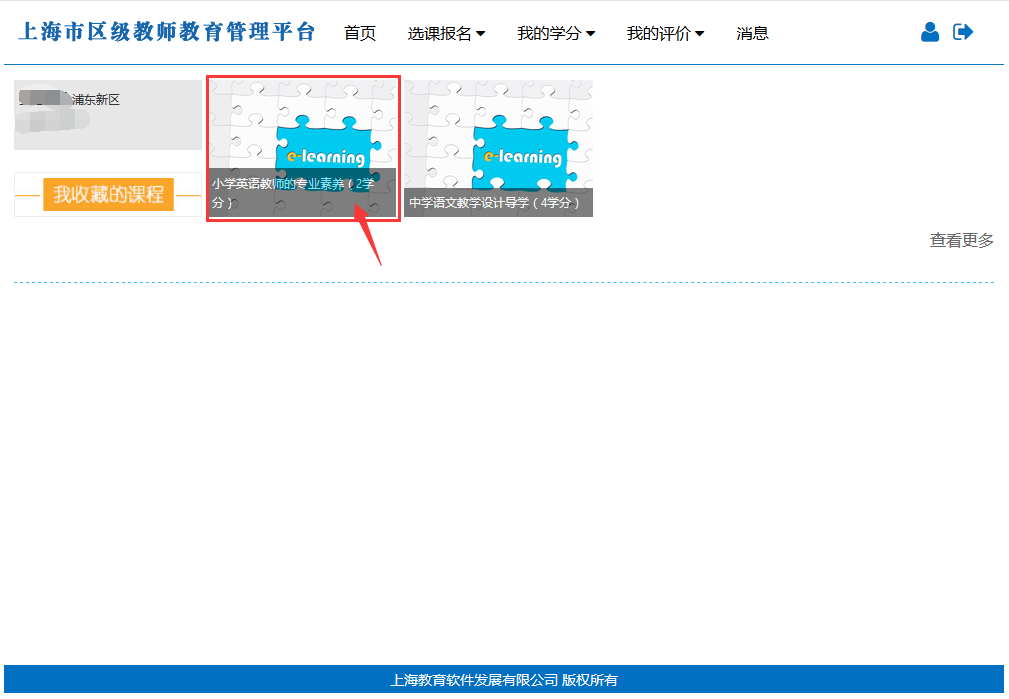 上海市区级教师教育管理平台
首页 选课报名 我的学分 我的评价 消息
浦东新区
我收藏的课程
e-learning
小学英语教师的专业素养（2学
分）
e-learning
中学语文教学设计导学（4学分）
查看更多
上海教育软件发展有限公司 版权所有